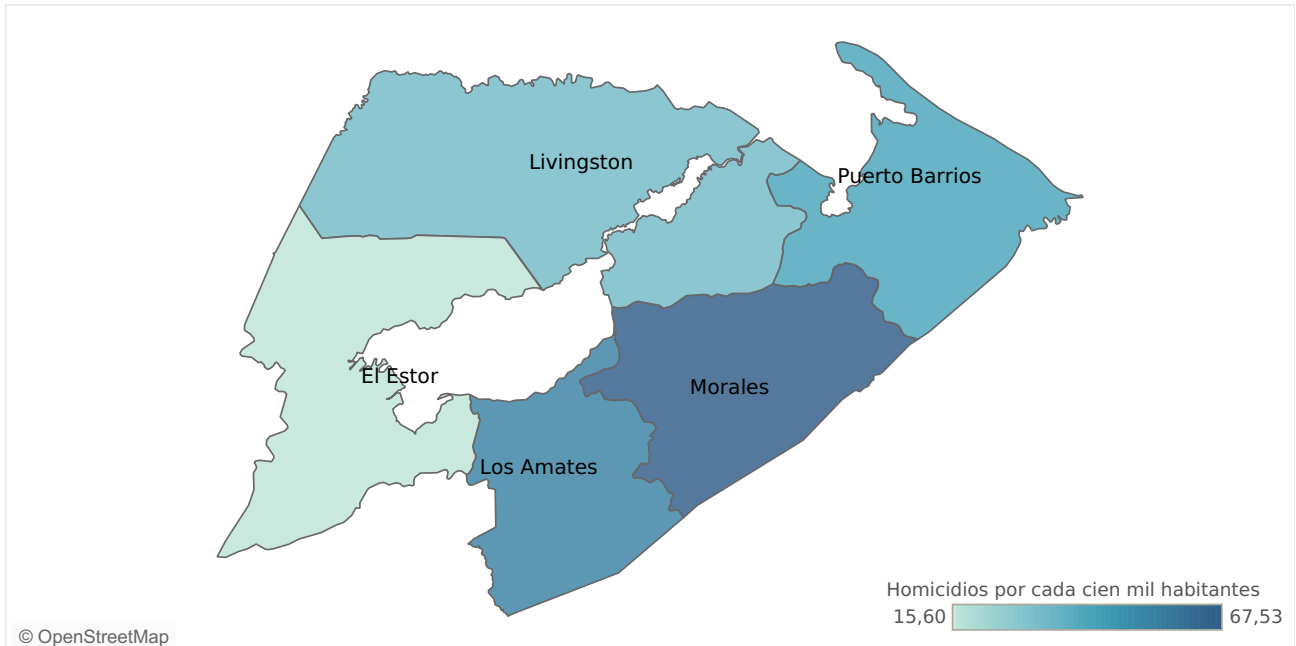 Livingston
Puerto Barrios
El Estor
Morales
Los Amates
Homicidios por cada cien mil habitantes
15,60 67,53
© OpenStreetMap